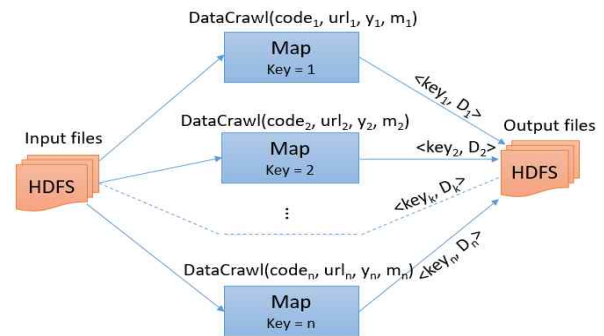 DataCrawl(code₁, url₁, y₁, m₁)
Map
Key = 1
<key₁, D₁>
Input files
HDFS
DataCrawl(code₂, url₂, y₂, m₂)
Map
Key = 2
<key₂, D₂>
Output files
HDFS
<keyₖ, Dₖ>
...
DataCrawl(codeₙ, urlₙ, yₙ, mₙ)
Map
Key = n
<keyₙ, Dₙ>